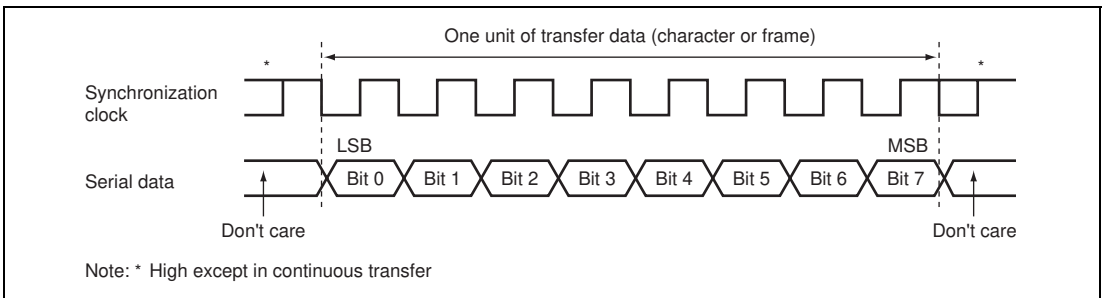 One unit of transfer data (character or frame)
* *
Synchronization
clock
LSB MSB
Serial data Bit 0 Bit 1 Bit 2 Bit 3 Bit 4 Bit 5 Bit 6 Bit 7
Don't care Don't care
Note: * High except in continuous transfer